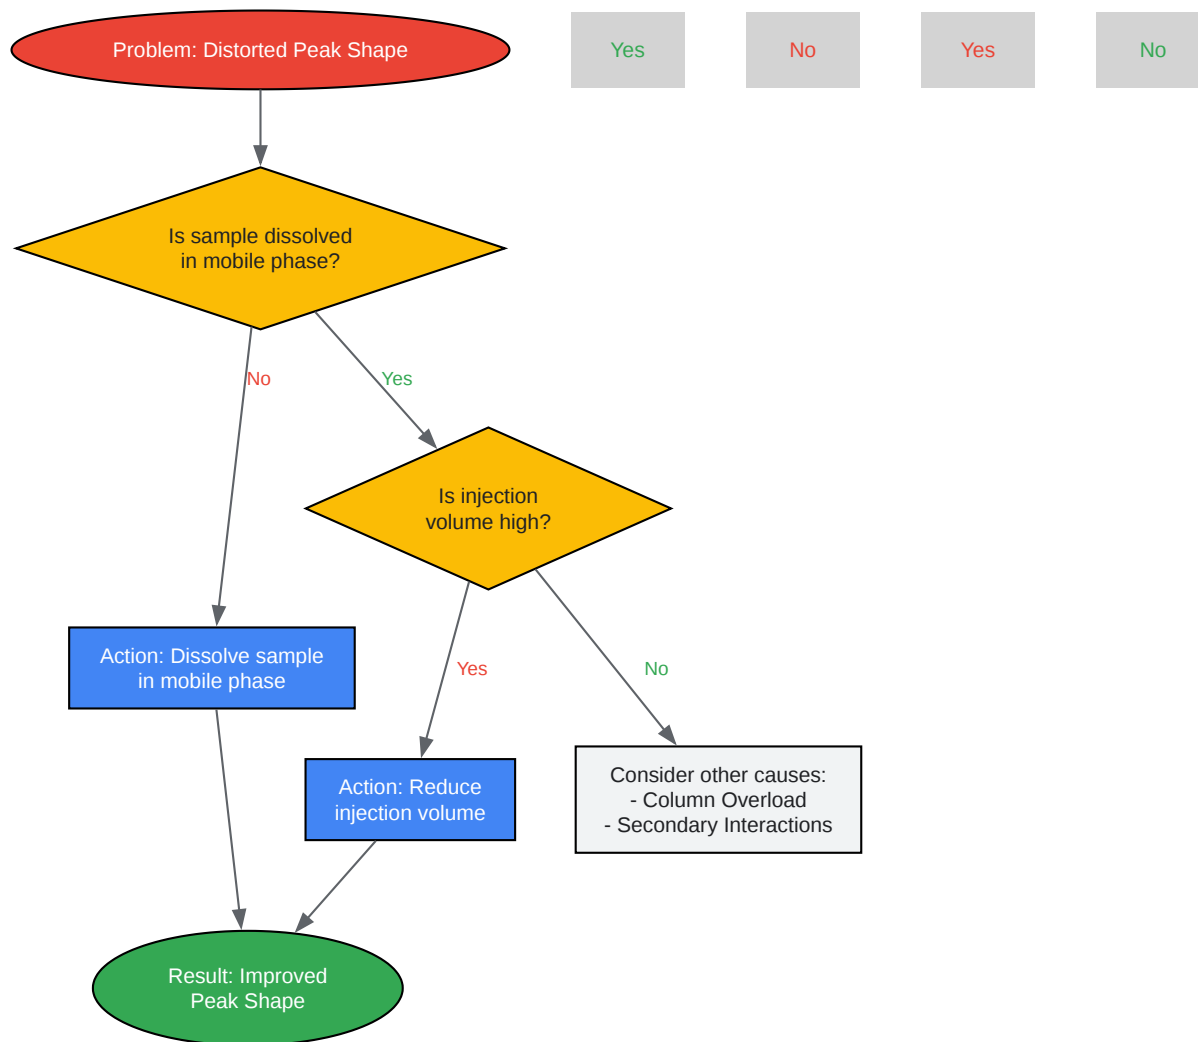 Problem: Distorted Peak Shape
Yes
No
Yes
No
Is sample dissolved
in mobile phase?
No
Yes
Is injection
volume high?
Action: Dissolve sample
in mobile phase
Yes
No
Action: Reduce
injection volume
Consider other causes:
- Column Overload
- Secondary Interactions
Result: Improved
Peak Shape